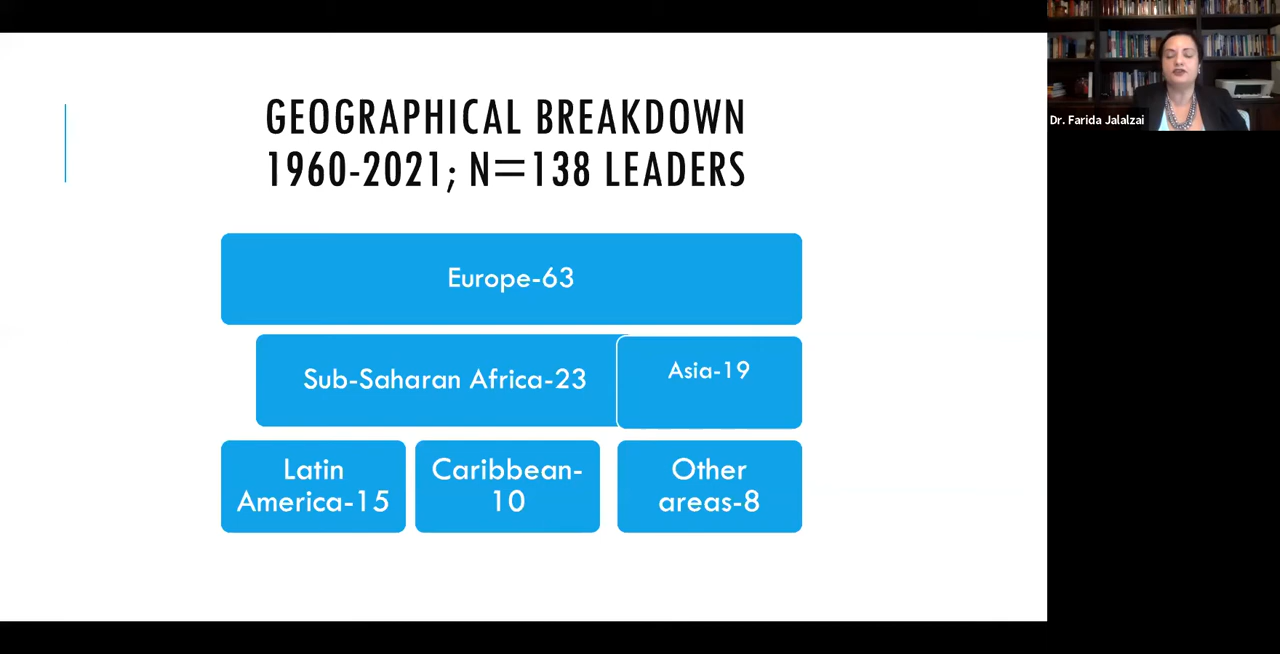 GEOGRAPHICAL BREAKDOWN
1960-2021; N=138 LEADERS
Dr. Farida Jalalzai
Europe-63
Sub-Saharan Africa-23
Asia-19
Latin
America-15
Caribbean-
10
Other
areas-8